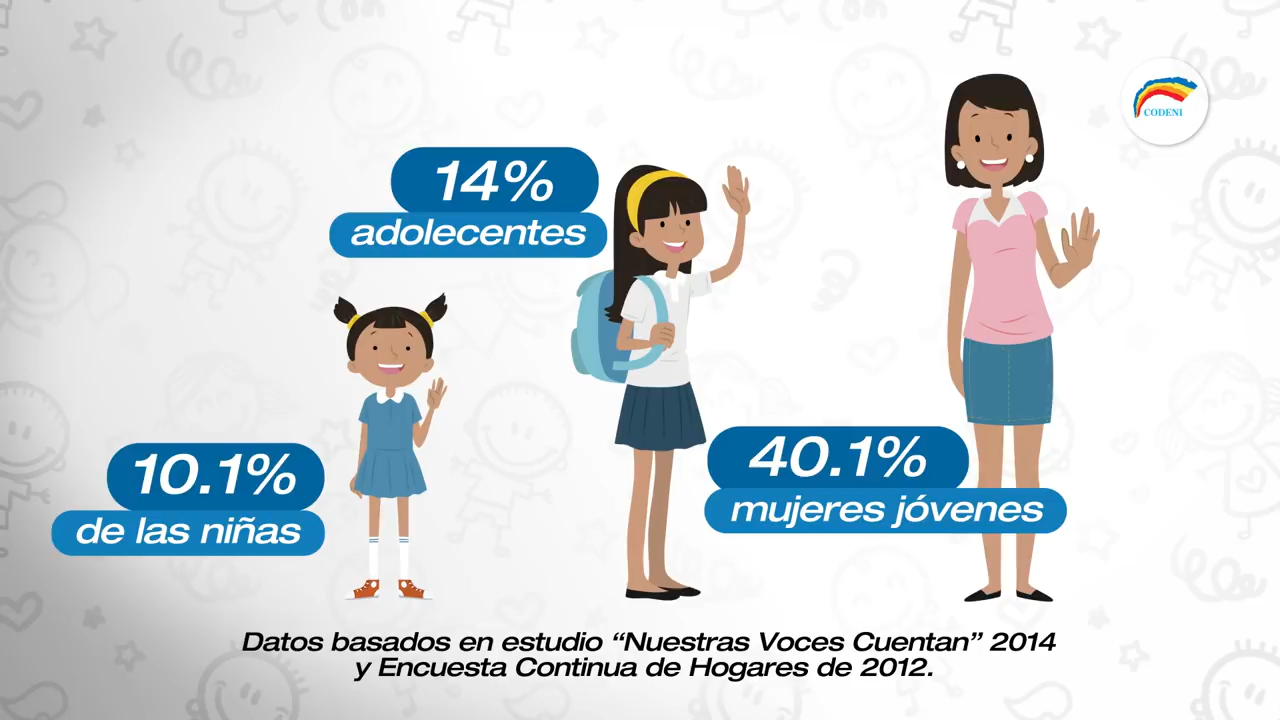 CODENI
14%
adolecentes
10.1%
de las niñas
40.1%
mujeres jóvenes
Datos basados en estudio “Nuestras Voces Cuentan” 2014
y Encuesta Continua de Hogares de 2012.